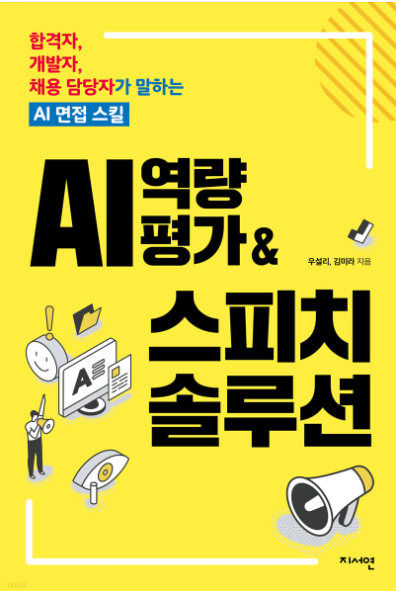 합격자,
개발자,
채용 담당자가 말하는
AI 면접 스킬
AI 역량
평가 &
우설리, 김미라 지음
스피치
솔루션
A
지서연
YES24